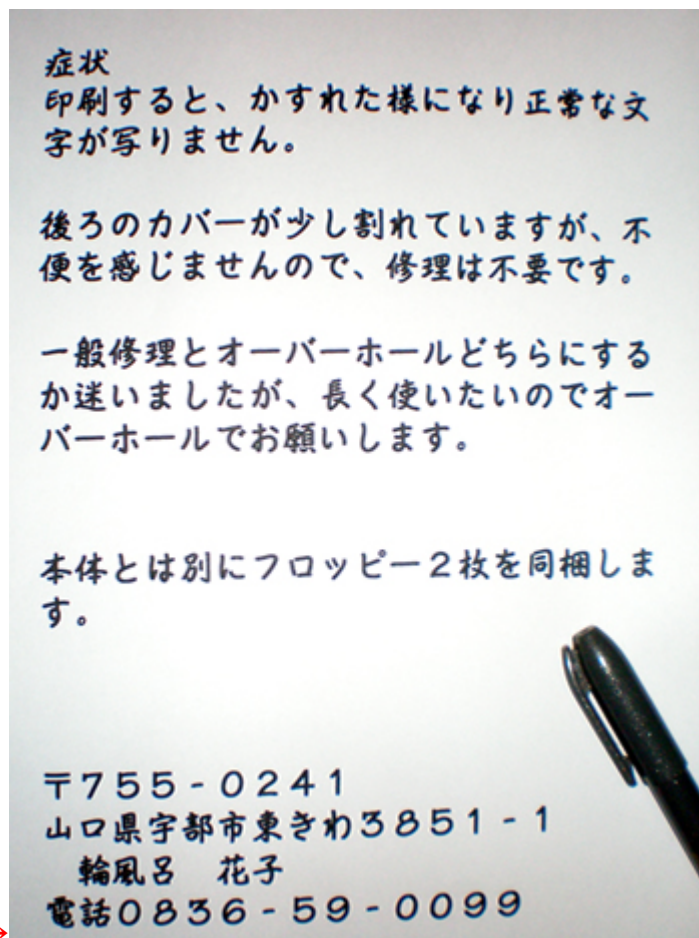 症状
印刷すると、かすれた様になり正常な文
字が写りません。
後ろのカバーが少し割れていますが、不
便を感じませんので、修理は不要です。
一般修理とオーバーホールどちらにする
か迷いましたが、長く使いたいのでオー
バーホールでお願いします。
本体とは別にフロッピー２枚を同梱しま
す。
〒７５５－０２４１
山口県宇部市東きわ３８５１－１
　輪風呂　花子
電話０８３６－５９－００９９